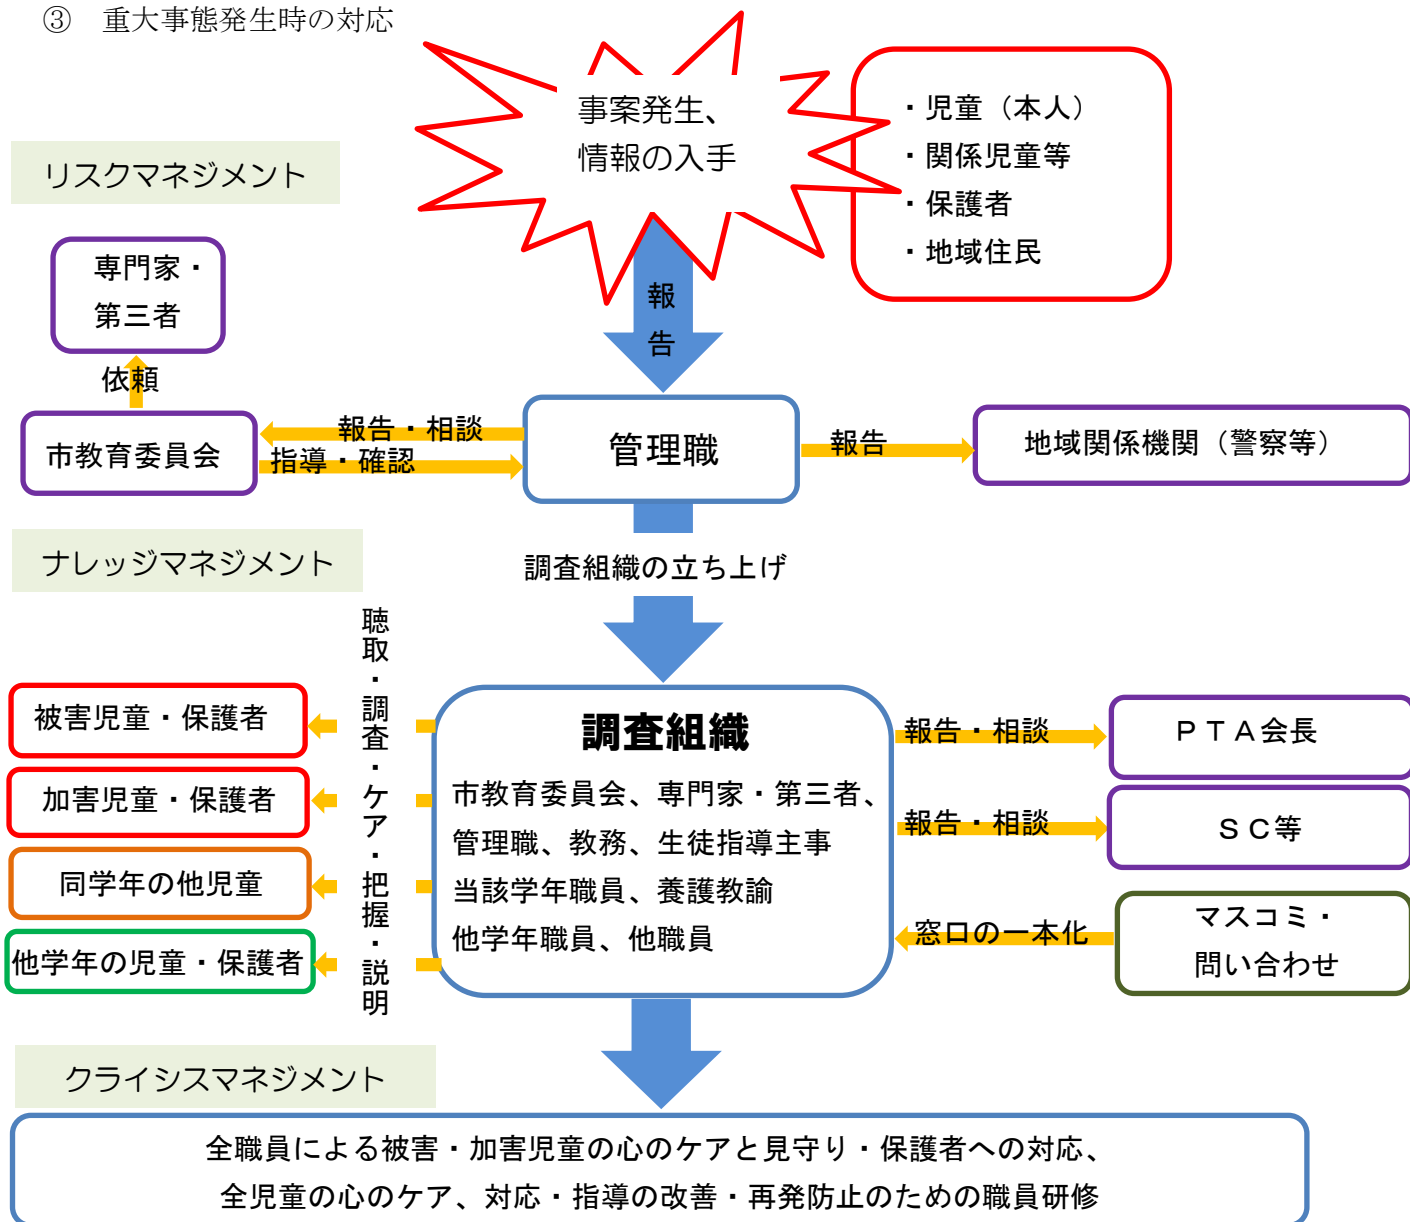 ③　重大事態発生時の対応
事案発生、
情報の入手
・児童（本人）
・関係児童等
・保護者
・地域住民
リスクマネジメント
専門家・
第三者
報
告
依頼
市教育委員会
報告・相談
指導・確認
管理職
報告
地域関係機関（警察等）
ナレッジマネジメント
調査組織の立ち上げ
聴取・調査・ケア・把握・説明
被害児童・保護者
加害児童・保護者
同学年の他児童
他学年の児童・保護者
調査組織
市教育委員会、専門家・第三者、
管理職、教務、生徒指導主事
当該学年職員、養護教諭
他学年職員、他職員
報告・相談
ＰＴＡ会長
報告・相談
ＳＣ等
窓口の一本化
マスコミ・
問い合わせ
クライシスマネジメント
全職員による被害・加害児童の心のケアと見守り・保護者への対応、
全児童の心のケア、対応・指導の改善・再発防止のための職員研修